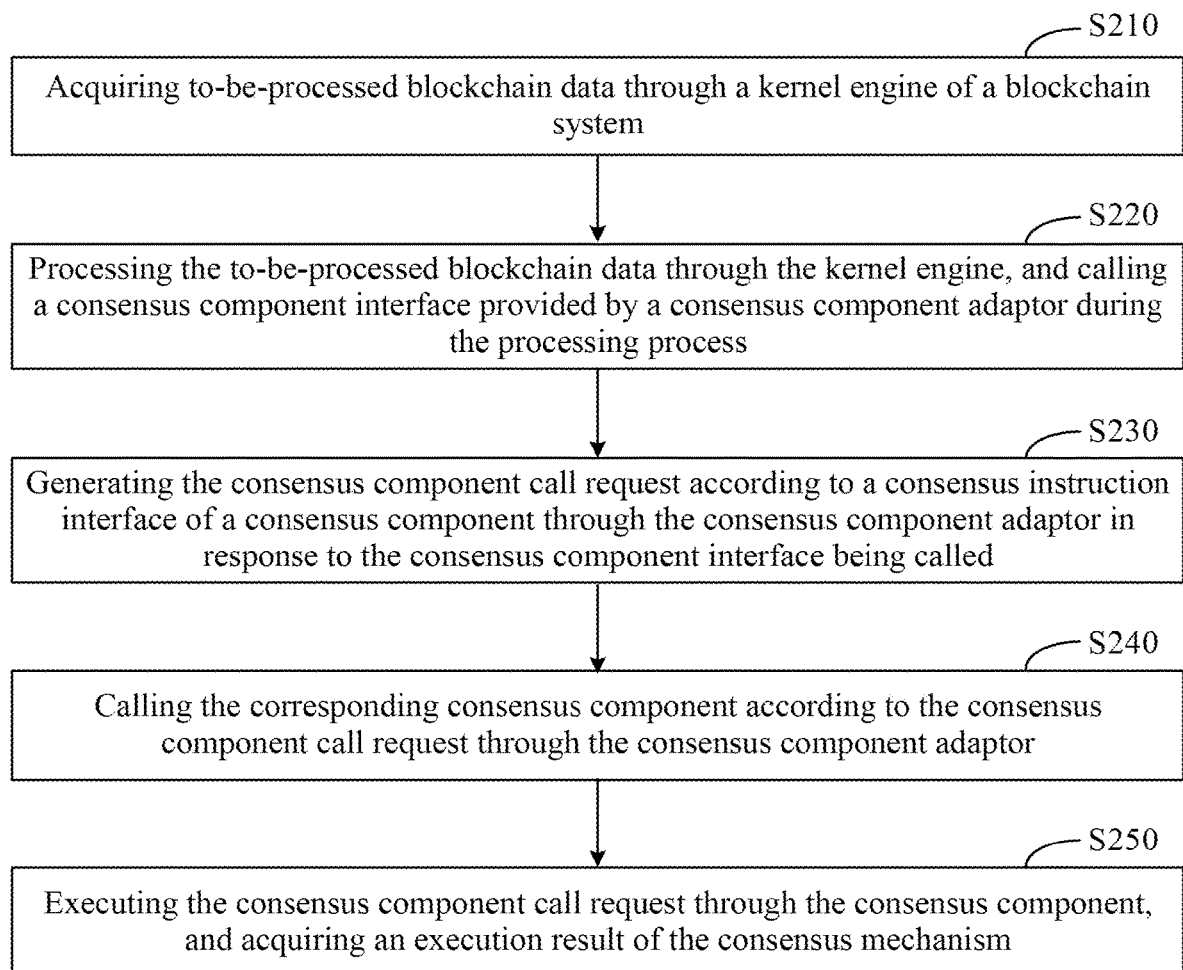 S210
Acquiring to-be-processed blockchain data through a kernel engine of a blockchain
system
S220
Processing the to-be-processed blockchain data through the kernel engine, and calling
a consensus component interface provided by a consensus component adaptor during
the processing process
S230
Generating the consensus component call request according to a consensus instruction
interface of a consensus component through the consensus component adaptor in
response to the consensus component interface being called
S240
Calling the corresponding consensus component according to the consensus
component call request through the consensus component adaptor
S250
Executing the consensus component call request through the consensus component,
and acquiring an execution result of the consensus mechanism